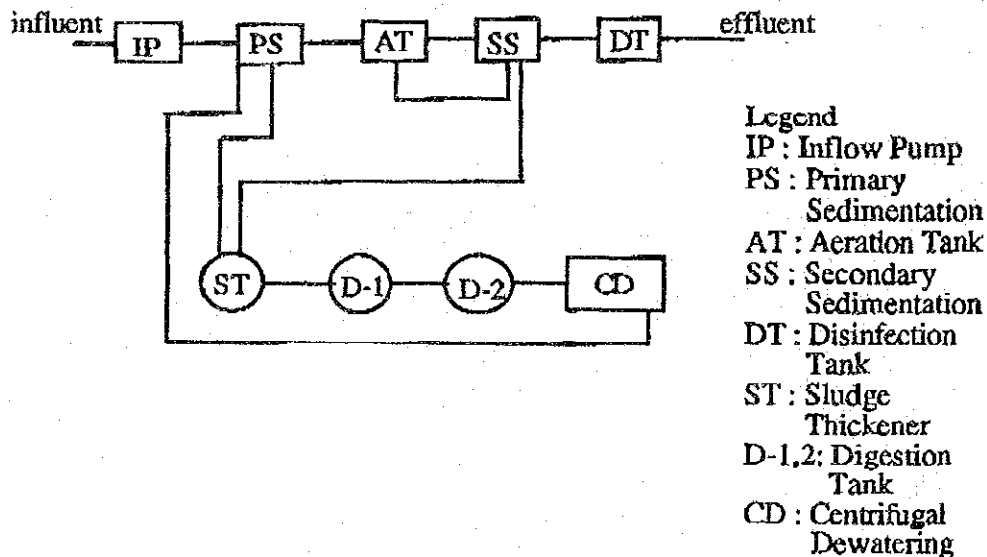 influent
IP
PS
AT
SS
DT
effluent
ST
D-1
D-2
CD
Legend
IP : Inflow Pump
PS : Primary
Sedimentation
AT : Aeration Tank
SS : Secondary
Sedimentation
DT : Disinfection
Tank
ST : Sludge
Thickener
D-1,2: Digestion
Tank
CD : Centrifugal
Dewatering